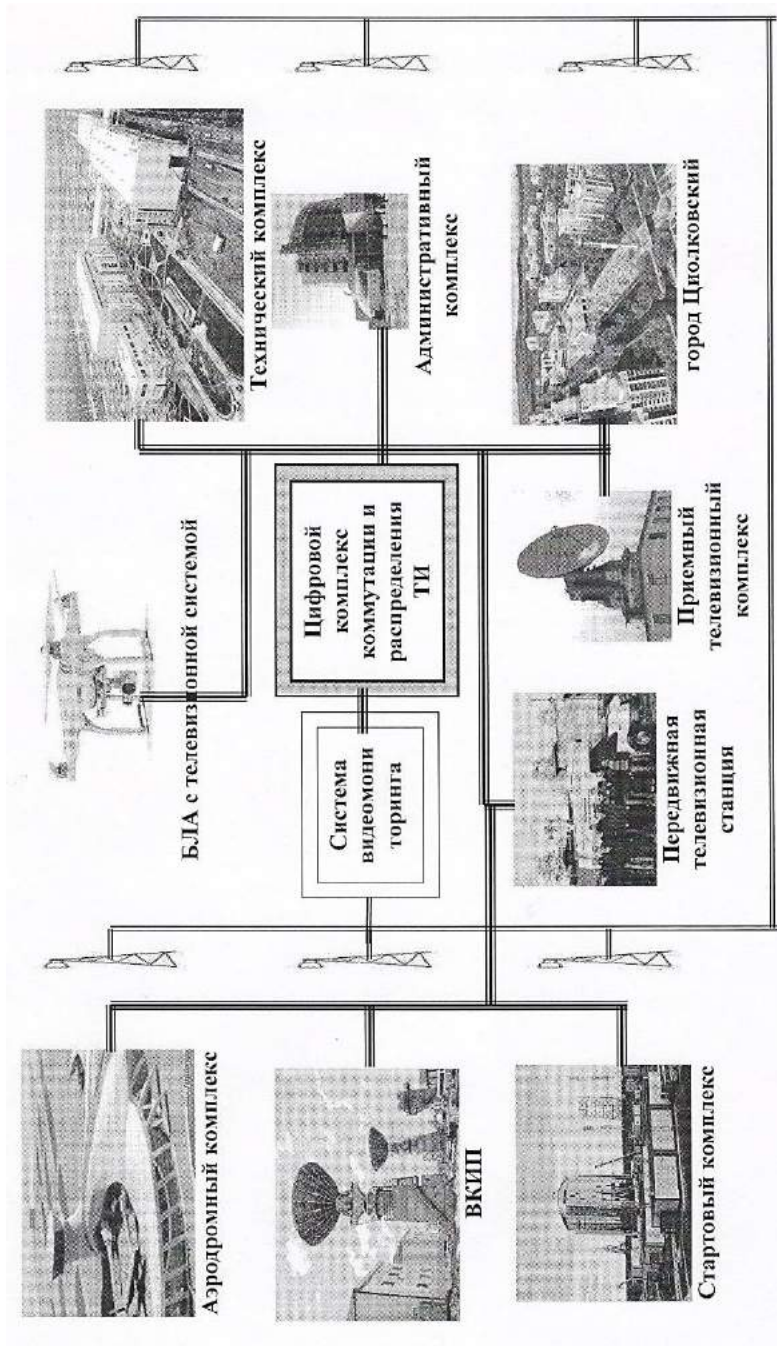 Технический комплекс
Административный
комплекс
город Циолковский
БЛА с телевизионной системой
Цифровой
комплекс
коммутации и
распределения
ТИ
Приемный
телевизионный
комплекс
Система
видеомони
торинга
Передвижная
телевизионная
станция
Аэродромный комплекс
ВКИП
Стартовый комплекс